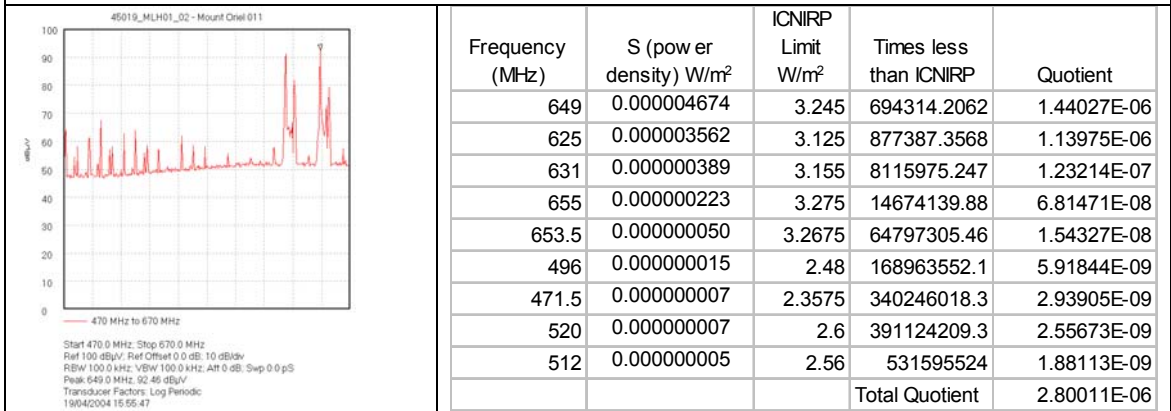 45019_MLH01_02 - Mount Oriel 011
100
90
80
70
60
50
40
30
20
10
0
dBµV
470 MHz to 670 MHz
Start 470.0 MHz; Stop 670.0 MHz
Ref 100 dBµV; Ref Offset 0.0 dB; 10 dB/div
RBW 100.0 kHz; VBW 100.0 kHz; Att 0 dB; Swp 0.0 pS
Peak 649.0 MHz, 92.46 dBµV
Transducer Factors: Log Periodic
19/04/2004 15:55:47
Frequency (MHz) S (power density) W/m² ICNIRP Limit W/m² Times less than ICNIRP Quotient
649 0.000004674 3.245 694314.2062 1.44027E-06
625 0.000003562 3.125 877387.3568 1.13975E-06
631 0.000000389 3.155 8115975.247 1.23214E-07
655 0.000000223 3.275 14674139.88 6.81471E-08
653.5 0.000000050 3.2675 64797305.46 1.54327E-08
496 0.000000015 2.48 168963552.1 5.91844E-09
471.5 0.000000007 2.3575 340246018.3 2.93905E-09
520 0.000000007 2.6 391124209.3 2.55673E-09
512 0.000000005 2.56 531595524 1.88113E-09
Total Quotient 2.80011E-06